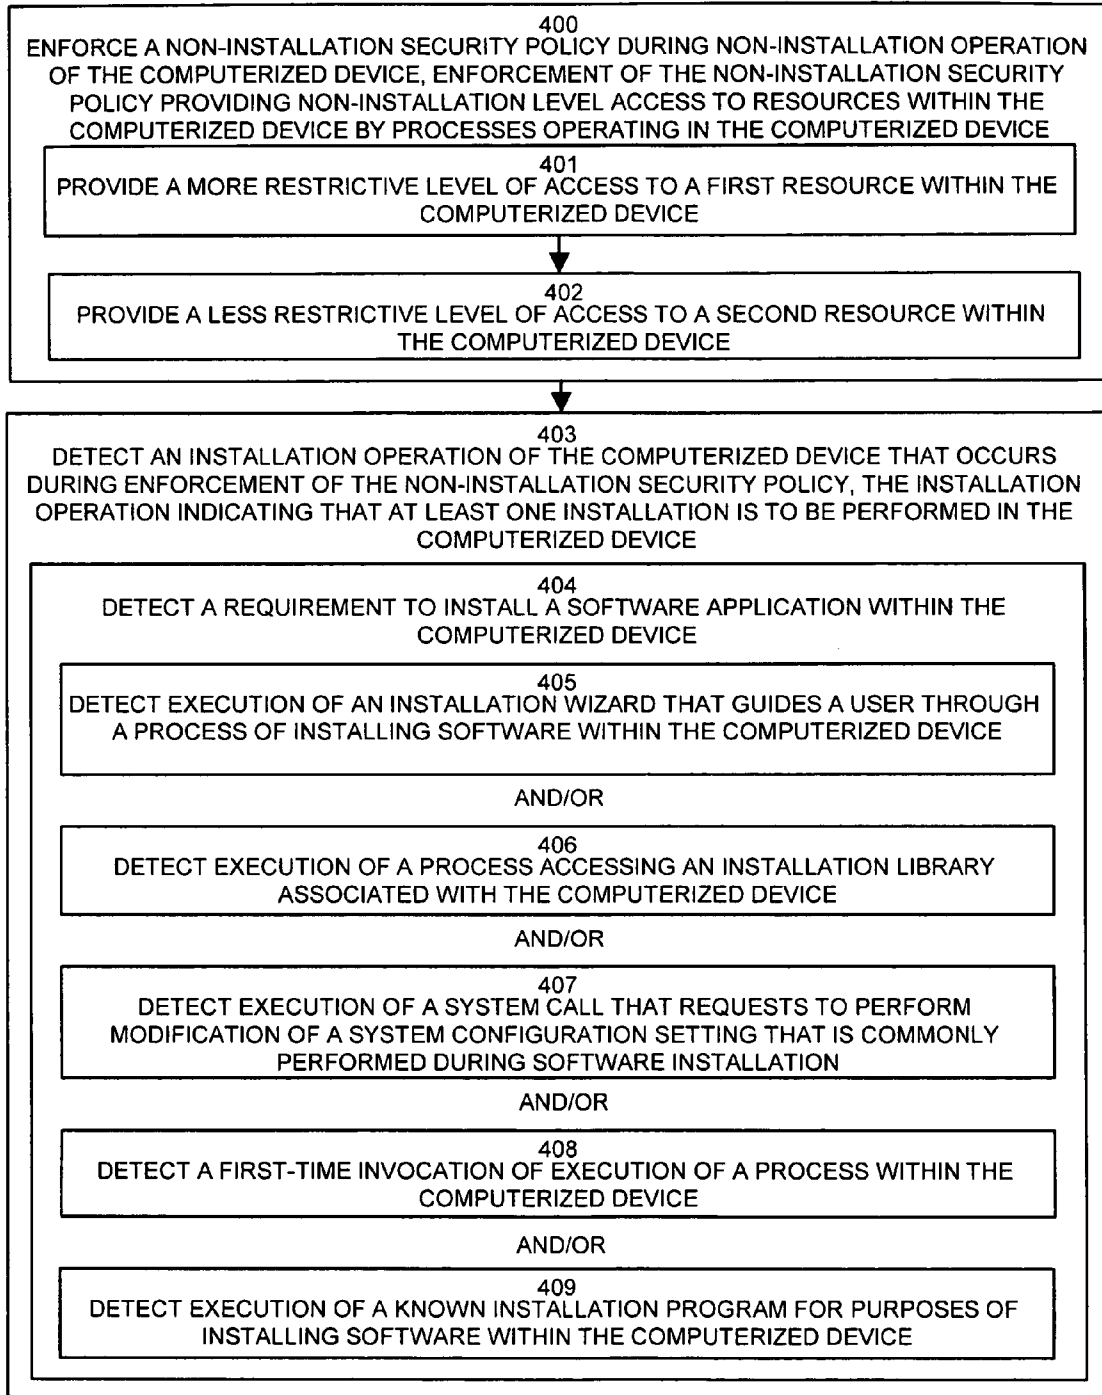 400
ENFORCE A NON-INSTALLATION SECURITY POLICY DURING NON-INSTALLATION OPERATION
OF THE COMPUTERIZED DEVICE, ENFORCEMENT OF THE NON-INSTALLATION SECURITY
POLICY PROVIDING NON-INSTALLATION LEVEL ACCESS TO RESOURCES WITHIN THE
COMPUTERIZED DEVICE BY PROCESSES OPERATING IN THE COMPUTERIZED DEVICE
401
PROVIDE A MORE RESTRICTIVE LEVEL OF ACCESS TO A FIRST RESOURCE WITHIN THE
COMPUTERIZED DEVICE
402
PROVIDE A LESS RESTRICTIVE LEVEL OF ACCESS TO A SECOND RESOURCE WITHIN
THE COMPUTERIZED DEVICE
403
DETECT AN INSTALLATION OPERATION OF THE COMPUTERIZED DEVICE THAT OCCURS
DURING ENFORCEMENT OF THE NON-INSTALLATION SECURITY POLICY, THE INSTALLATION
OPERATION INDICATING THAT AT LEAST ONE INSTALLATION IS TO BE PERFORMED IN THE
COMPUTERIZED DEVICE
404
DETECT A REQUIREMENT TO INSTALL A SOFTWARE APPLICATION WITHIN THE
COMPUTERIZED DEVICE
405
DETECT EXECUTION OF AN INSTALLATION WIZARD THAT GUIDES A USER THROUGH
A PROCESS OF INSTALLING SOFTWARE WITHIN THE COMPUTERIZED DEVICE
AND/OR
406
DETECT EXECUTION OF A PROCESS ACCESSING AN INSTALLATION LIBRARY
ASSOCIATED WITH THE COMPUTERIZED DEVICE
AND/OR
407
DETECT EXECUTION OF A SYSTEM CALL THAT REQUESTS TO PERFORM
MODIFICATION OF A SYSTEM CONFIGURATION SETTING THAT IS COMMONLY
PERFORMED DURING SOFTWARE INSTALLATION
AND/OR
408
DETECT A FIRST-TIME INVOCATION OF EXECUTION OF A PROCESS WITHIN THE
COMPUTERIZED DEVICE
AND/OR
409
DETECT EXECUTION OF A KNOWN INSTALLATION PROGRAM FOR PURPOSES OF
INSTALLING SOFTWARE WITHIN THE COMPUTERIZED DEVICE